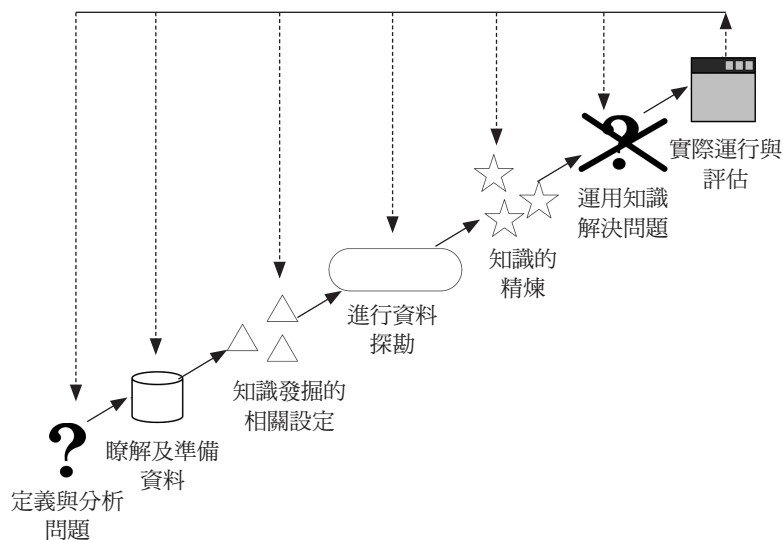 定義與分析
問題
瞭解及準備
資料
知識發掘的
相關設定
進行資料
探勘
知識的
精煉
運用知識
解決問題
實際運行與
評估